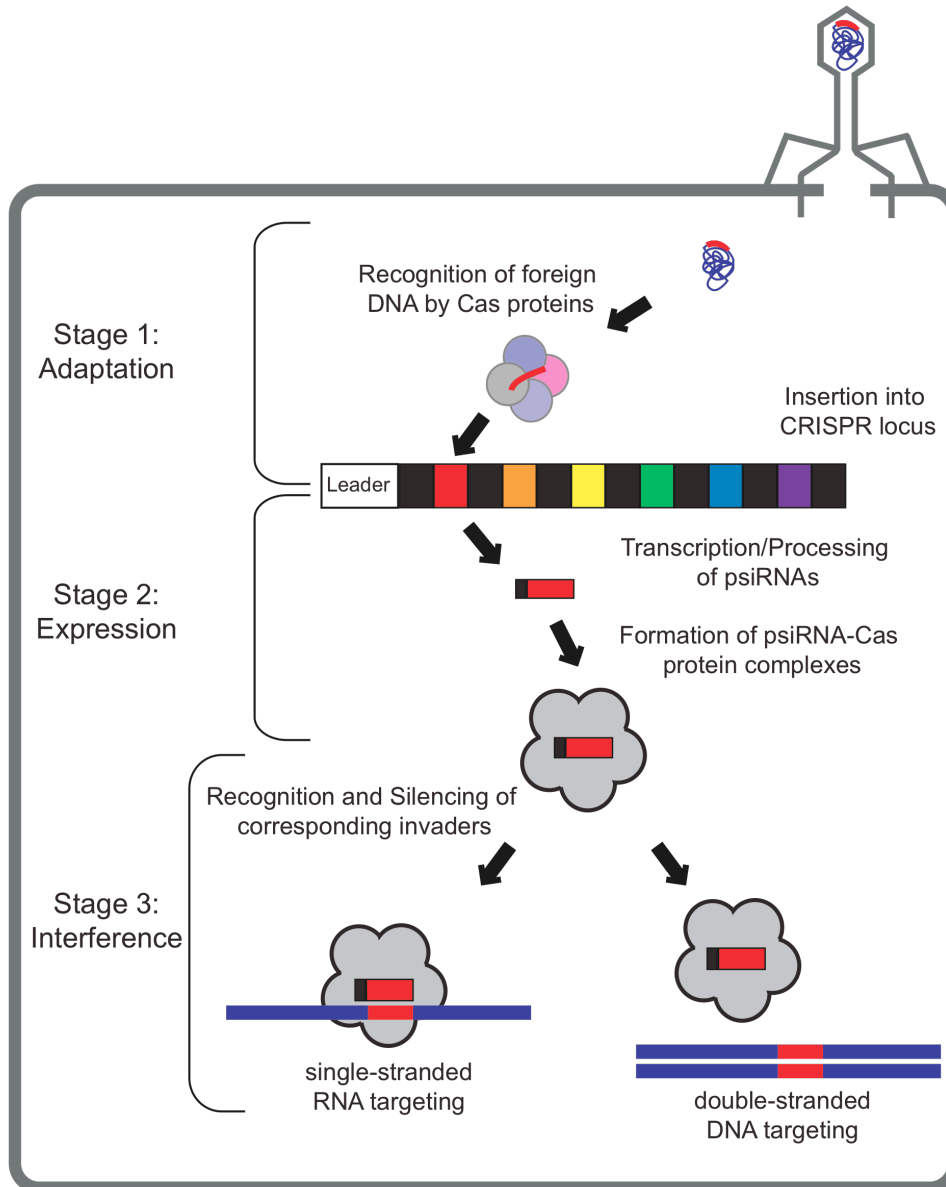 Stage 1:
Adaptation
Recognition of foreign
DNA by Cas proteins
Insertion into
CRISPR locus
Leader
Stage 2:
Expression
Transcription/Processing
of psiRNAs
Formation of psiRNA-Cas
protein complexes
Stage 3:
Interference
Recognition and Silencing of
corresponding invaders
single-stranded
RNA targeting
double-stranded
DNA targeting